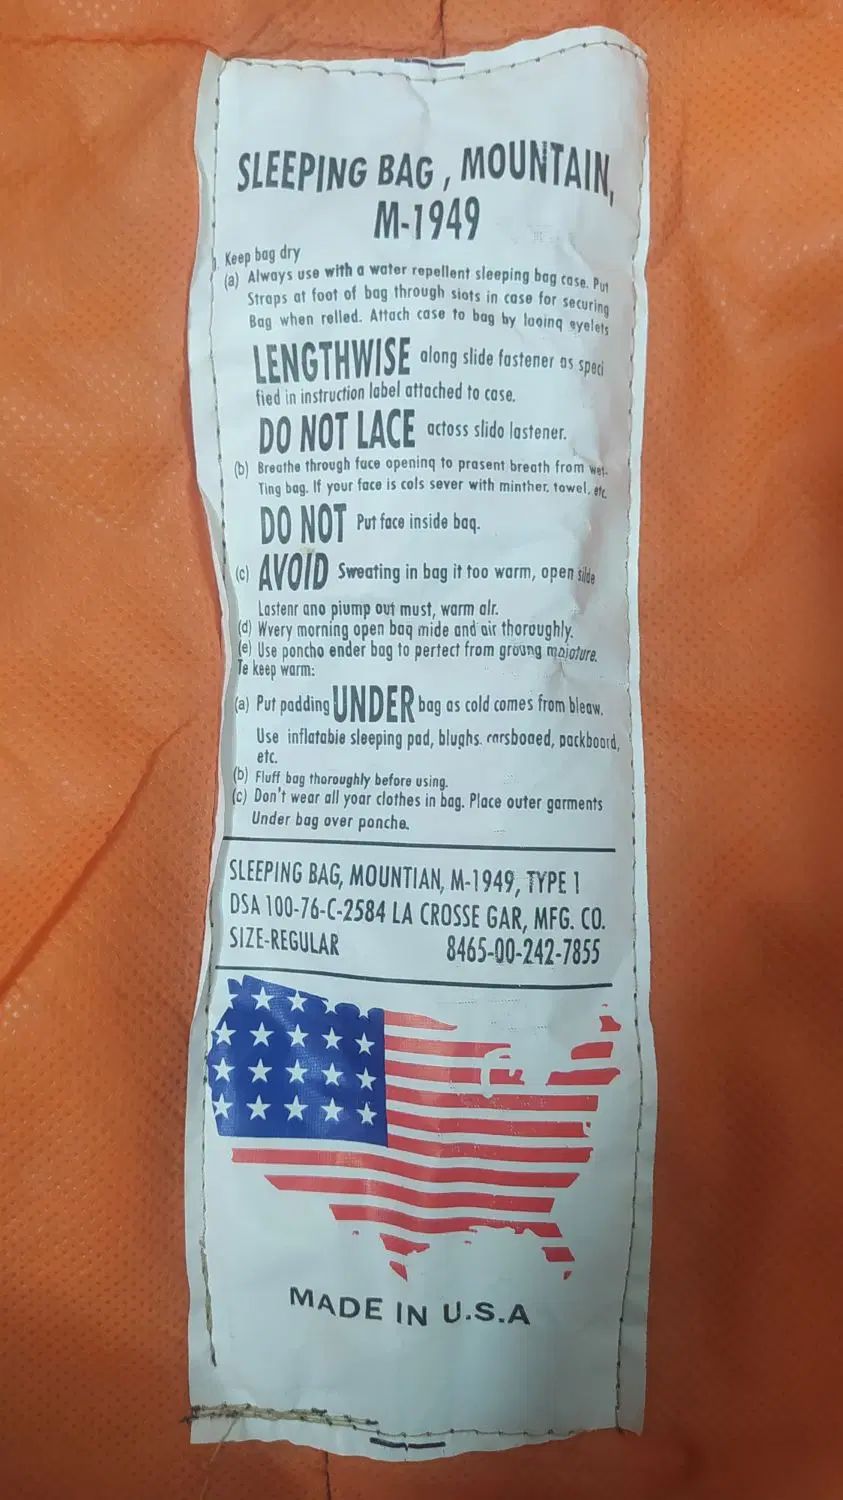 SLEEPING BAG , MOUNTAIN,
M-1949
Keep bag dry
(a) Always use with a water repellent sleeping bag case. Put
Straps at foot of bag through siots in case for securing
Bag when relled. Attach case to bag by laoinq eyelets
LENGTHWISE along slide fastener as speci
fied in instruction label attached to case.
DO NOT LACE actoss slido lastener.
(b) Breathe through face openinq to prasent breath from wet-
Ting bag. If your face is cols sever with minther, towel, etc.
DO NOT Put face inside baq.
(c) AVOID Sweating in bag it too warm, open silde
Lastenr ano piump out must, warm alr.
(d) Wvery morning open baq mide and air thoroughly.
(e) Use poncho ender bag to pertect from groung mojoture.
Te keep warm:
(a) Put padding UNDER bag as cold comes from bleaw.
Use inflatabie sleeping pad, blughs. carsboaed, packboard,
etc.
(b) Fluff bag thoroughly before using.
(c) Don't wear all yoar clothes in bag. Place outer garments
Under bag over ponche.
SLEEPING BAG, MOUNTIAN, M-1949, TYPE 1
DSA 100-76-C-2584 LA CROSSE GAR, MFG. CO.
SIZE-REGULAR 8465-00-242-7855
MADE IN U.S.A